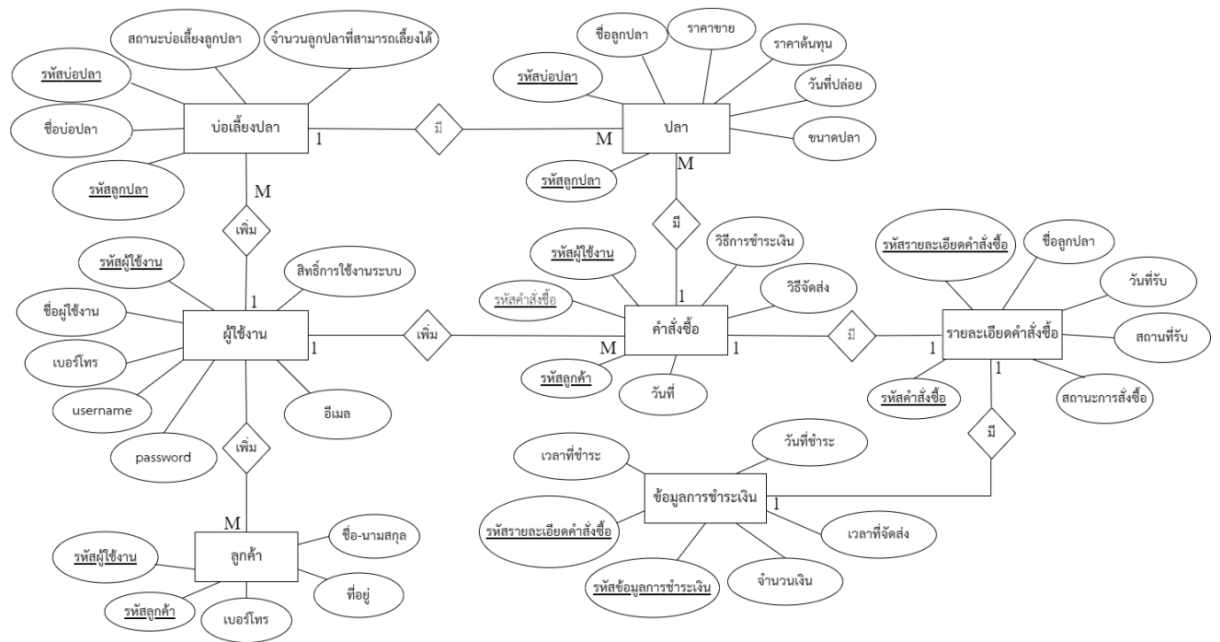 สถานะบ่อเลี้ยงลูกปลา
จำนวนลูกปลาที่สามารถเลี้ยงได้
รหัสบ่อปลา
ชื่อบ่อปลา
รหัสลูกปลา
บ่อเลี้ยงปลา
1
มี
M
ชื่อลูกปลา
ราคาขาย
ราคาต้นทุน
รหัสบ่อปลา
วันที่ปล่อย
ปลา
ขนาดปลา
รหัสลูกปลา
M
M
เพิ่ม
มี
รหัสผู้ใช้งาน
สิทธิ์การใช้งานระบบ
1
ชื่อผู้ใช้งาน
ผู้ใช้งาน
เบอร์โทร
username
password
อีเมล
1
เพิ่ม
M
รหัสผู้ใช้งาน
วิธีการชำระเงิน
รหัสคำสั่งซื้อ
วิธีจัดส่ง
1
คำสั่งซื้อ
รหัสลูกค้า
วันที่
1
มี
1
รหัสรายละเอียดคำสั่งซื้อ
ชื่อลูกปลา
วันที่รับ
รายละเอียดคำสั่งซื้อ
สถานที่รับ
รหัสคำสั่งซื้อ
สถานะการสั่งซื้อ
1
มี
เพิ่ม
M
ชื่อ-นามสกุล
รหัสผู้ใช้งาน
ลูกค้า
ที่อยู่
รหัสลูกค้า
เบอร์โทร
เวลาที่ชำระ
วันที่ชำระ
ข้อมูลการชำระเงิน
1
รหัสรายละเอียดคำสั่งซื้อ
เวลาที่จัดส่ง
รหัสข้อมูลการชำระเงิน
จำนวนเงิน